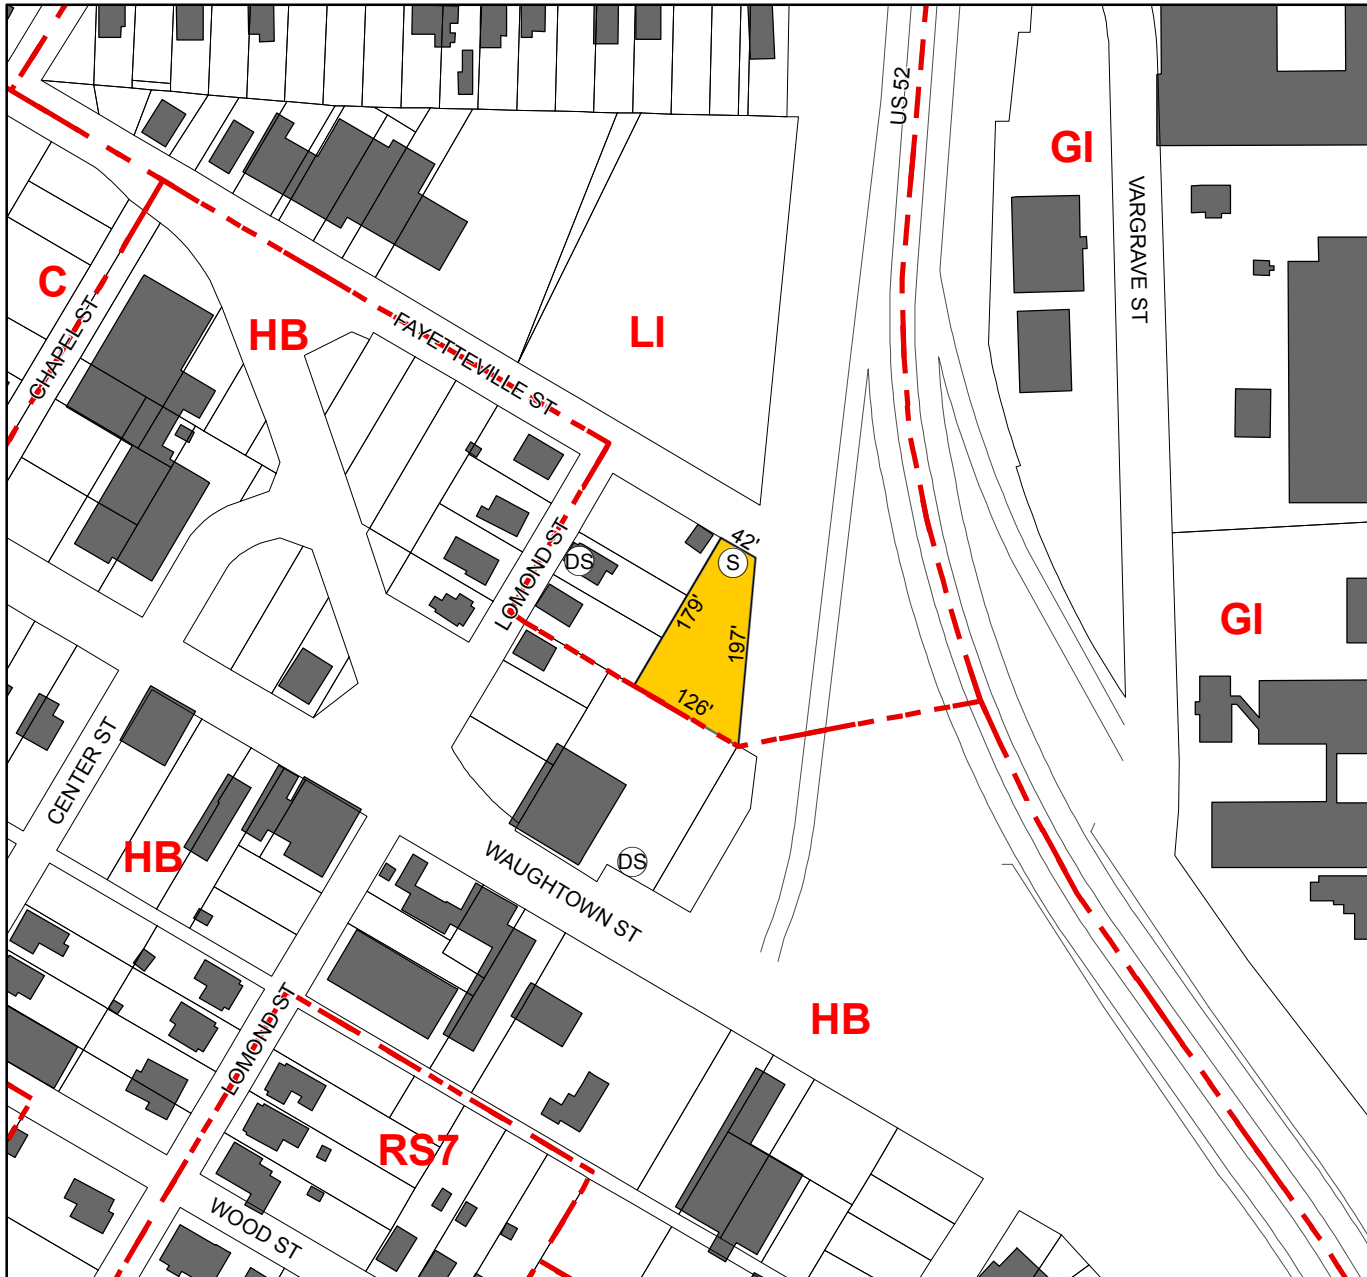 US 52
GI
VARGRAVE ST
C
CHAPEL ST
HB
FAYETTEVILLE ST
LI
LOMOND ST
DS
42'
S
179'
197'
126'
GI
CENTER ST
HB
WAUGHTOWN ST
DS
LOMOND ST
HB
RS7
WOOD ST